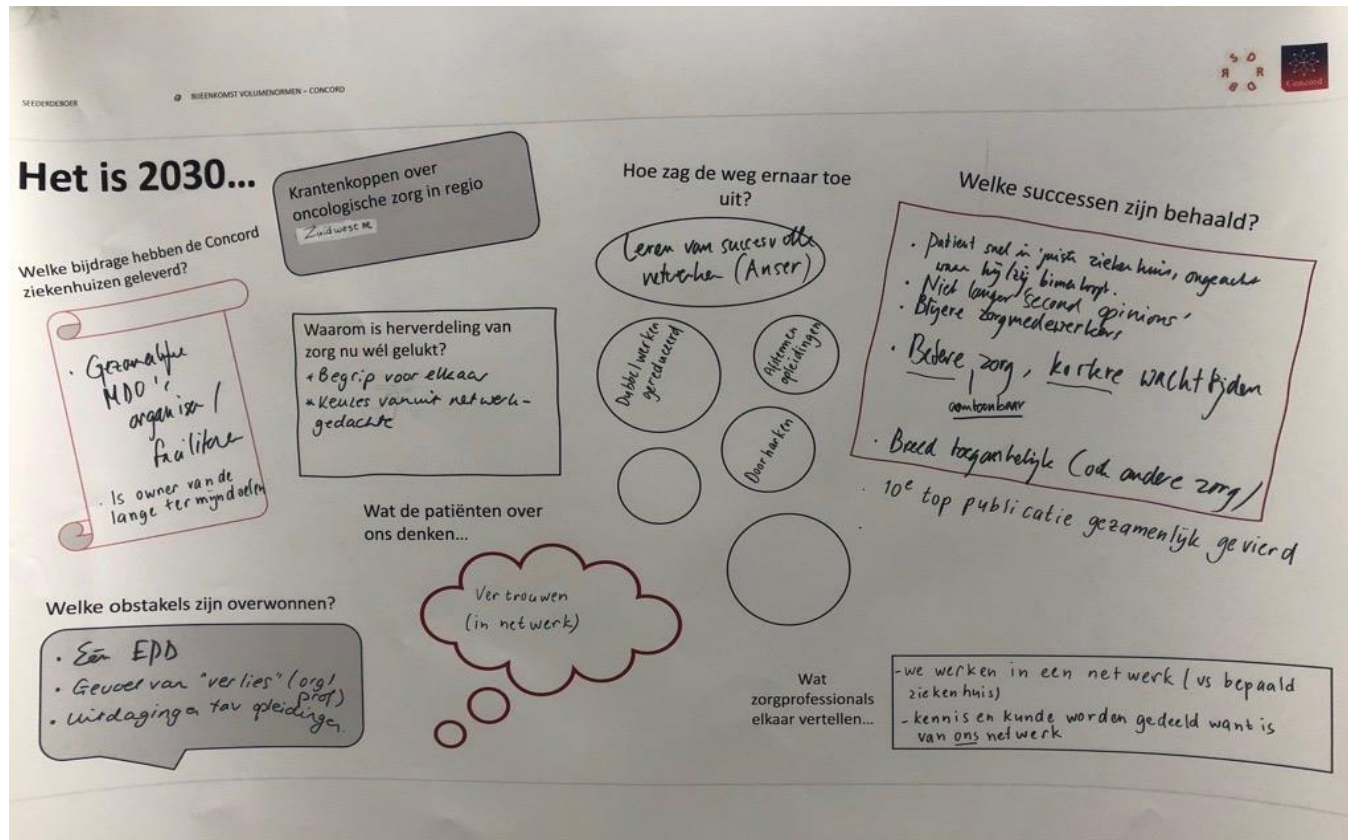 SEEDERDEBOER
BIJEENKOMST VOLUMENORMEN – CONCORD
S O
R R
B O
Concord
Het is 2030...
Krantenkoppen over
oncologische zorg in regio
Zuidwest NL
Welke bijdrage hebben de Concord
ziekenhuizen geleverd?
• Gezamenlijke
MDO's
organiseren /
faciliteren
• Is owner van de
lange termijndoelen
Waarom is herverdeling van
zorg nu wél gelukt?
* Begrip voor elkaar
* Keuzes vanuit netwerk-
gedachte
Wat de patiënten over
ons denken...
Vertrouwen
(in netwerk)
Welke obstakels zijn overwonnen?
• Eén EPD
• Gevoel van "verlies" (org/
prof)
• Uitdagingen tav opleidingen
Hoe zag de weg ernaar toe
uit?
Leren van succesvolle
netwerken (Anser)
Dubbel werken
gereduceerd
Afstemmen
opleidingen
Doorharken
Welke successen zijn behaald?
• Patient snel in juiste ziekenhuis, ongeacht
waar hij/zij binnenkomt.
• Niet langer 'second opinions'
• Blijere zorgmedewerkers
• Betere zorg, kortere wachttijden
aantoonbaar
• Breed toegankelijk (ook andere zorg)
• 10e top publicatie gezamenlijk gevierd
Wat
zorgprofessionals
elkaar vertellen...
- we werken in een netwerk (vs bepaald
ziekenhuis)
- kennis en kunde worden gedeeld want is
van ons netwerk